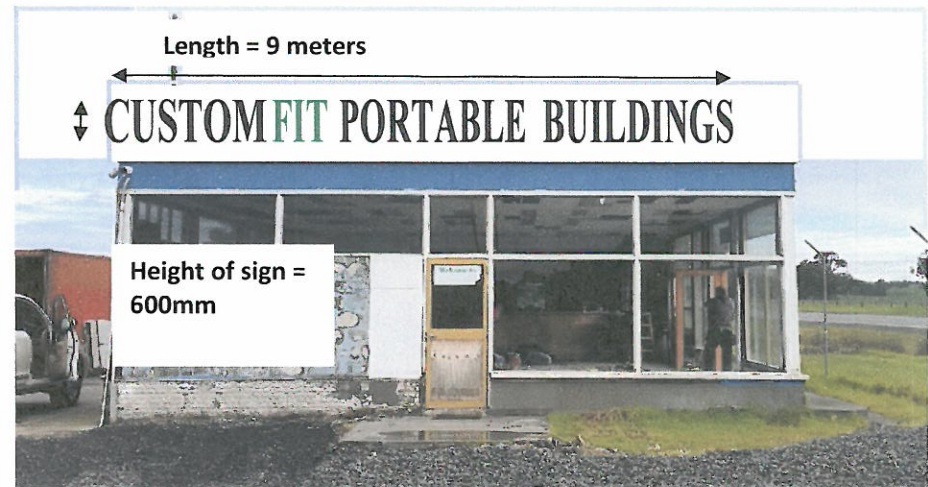 Length = 9 meters
CUSTOMFIT PORTABLE BUILDINGS
Height of sign =
600mm